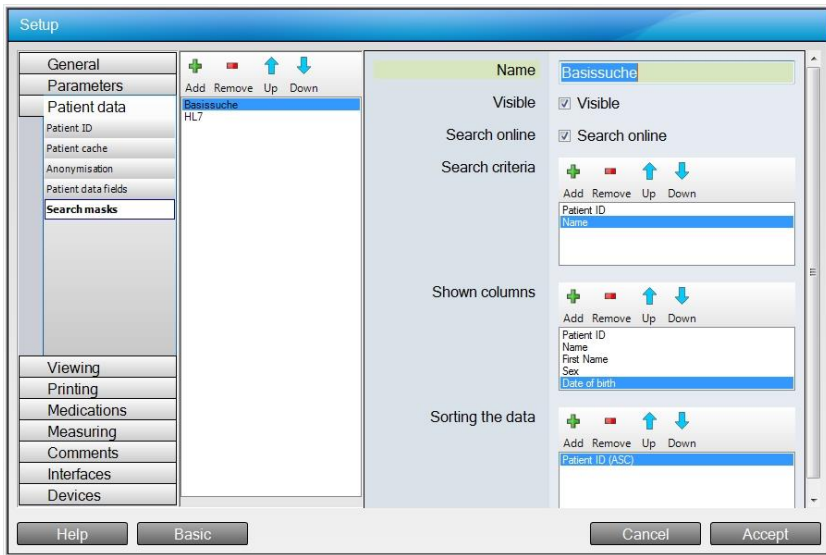 Setup
General
Parameters
Patient data
Patient ID
Patient cache
Anonymisation
Patient data fields
Search masks
Viewing
Printing
Medications
Measuring
Comments
Interfaces
Devices
Add Remove Up Down
Basissuche
HL7
Name
Basissuche
Visible
Visible
Search online
Search online
Search criteria
Add Remove Up Down
Patient ID
Name
Shown columns
Add Remove Up Down
Patient ID
Name
First Name
Sex
Date of birth
Sorting the data
Add Remove Up Down
Patient ID (ASC)
Help
Basic
Cancel
Accept